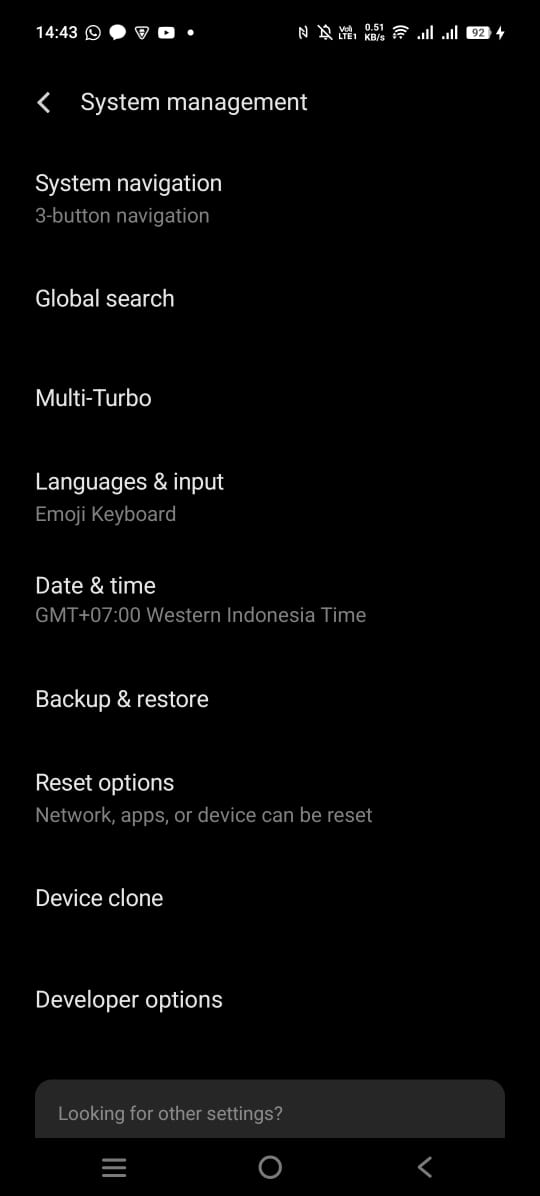 14:43 VoB LTE1 0.51 KB/s 92
System management
System navigation
3-button navigation
Global search
Multi-Turbo
Languages & input
Emoji Keyboard
Date & time
GMT+07:00 Western Indonesia Time
Backup & restore
Reset options
Network, apps, or device can be reset
Device clone
Developer options
Looking for other settings?